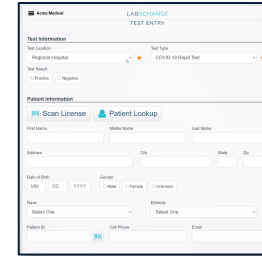 Acme Medical
LABXCHANGE
TEST ENTRY
Test Information
Test Location Test Type
Regional Hospital COVID-19 Rapid Test
Test Result
Positive Negative
Patient Information
Scan License Patient Lookup
First Name Middle Name Last Name
Address City State Zip
Date of Birth Gender
MM DD YYYY Male Female Unknown
Race Ethnicity
Select One Select One
Patient ID Cell Phone Email